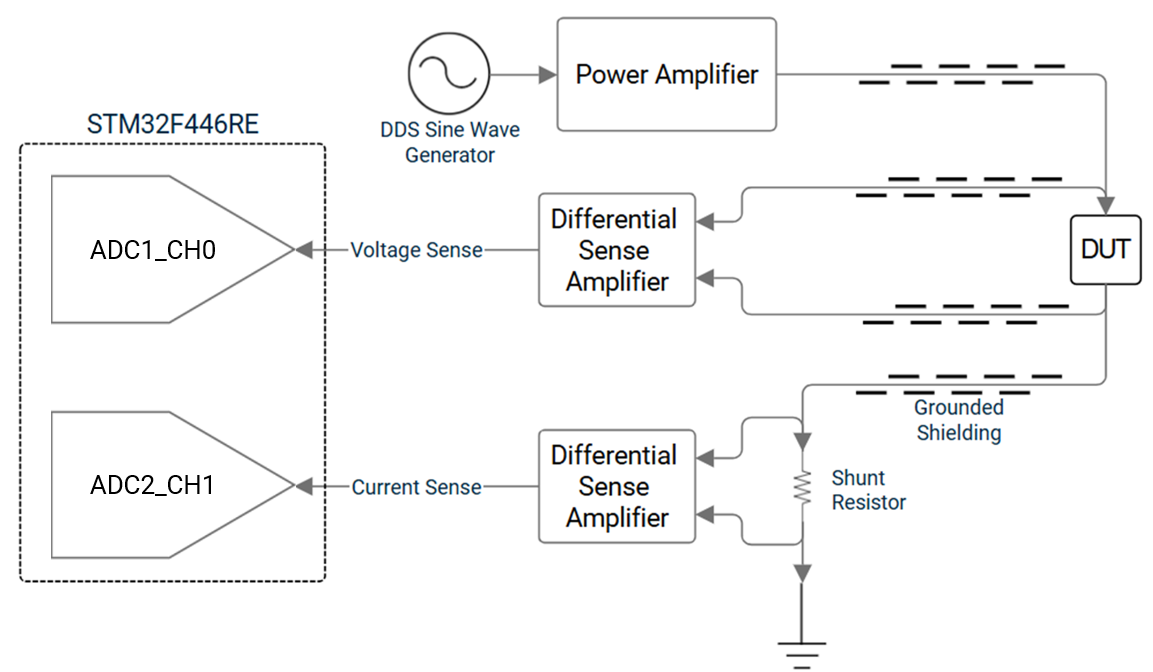 Power Amplifier
DDS Sine Wave
Generator
STM32F446RE
ADC1_CH0
Voltage Sense
Differential
Sense
Amplifier
DUT
Grounded
Shielding
ADC2_CH1
Current Sense
Differential
Sense
Amplifier
Shunt
Resistor